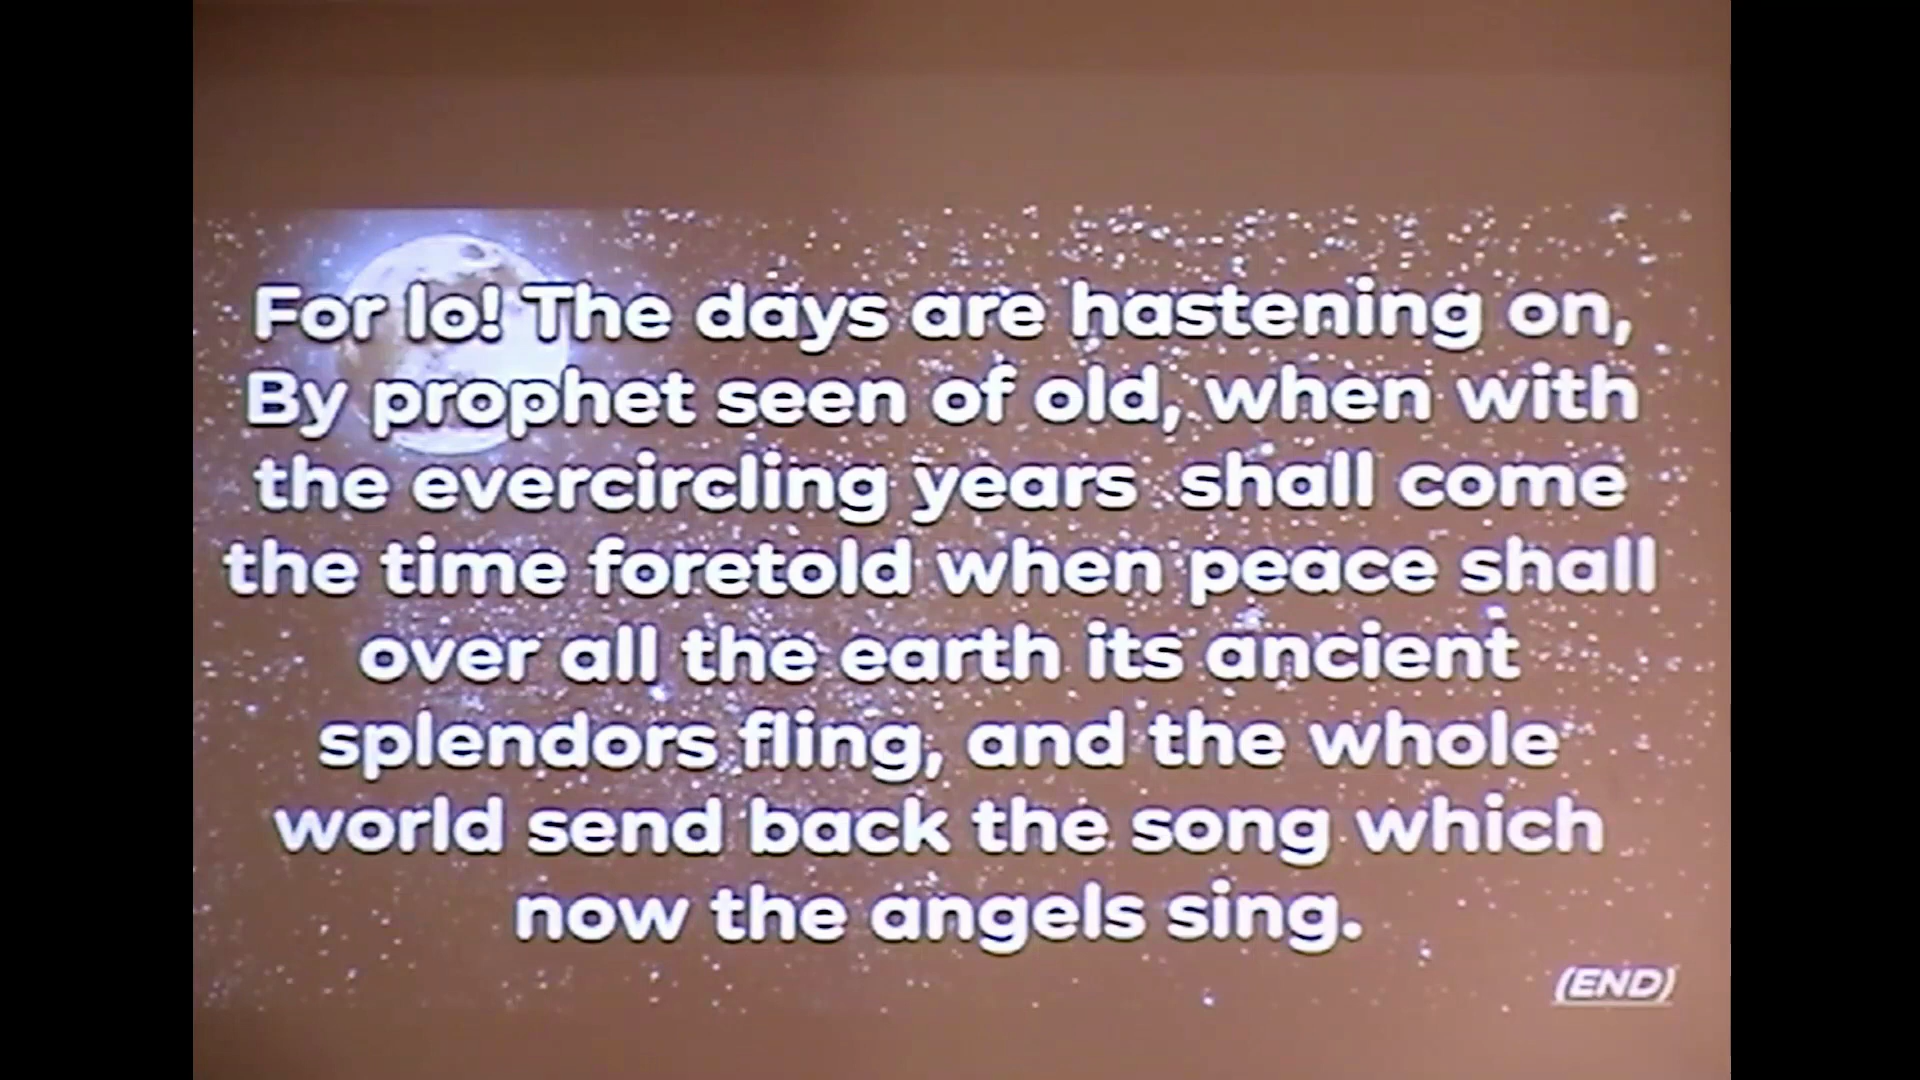 For lo! The days are hastening on,
By prophet seen of old, when with
the evercircling years shall come
the time foretold when peace shall
over all the earth its ancient
splendors fling, and the whole
world send back the song which
now the angels sing.
(END)